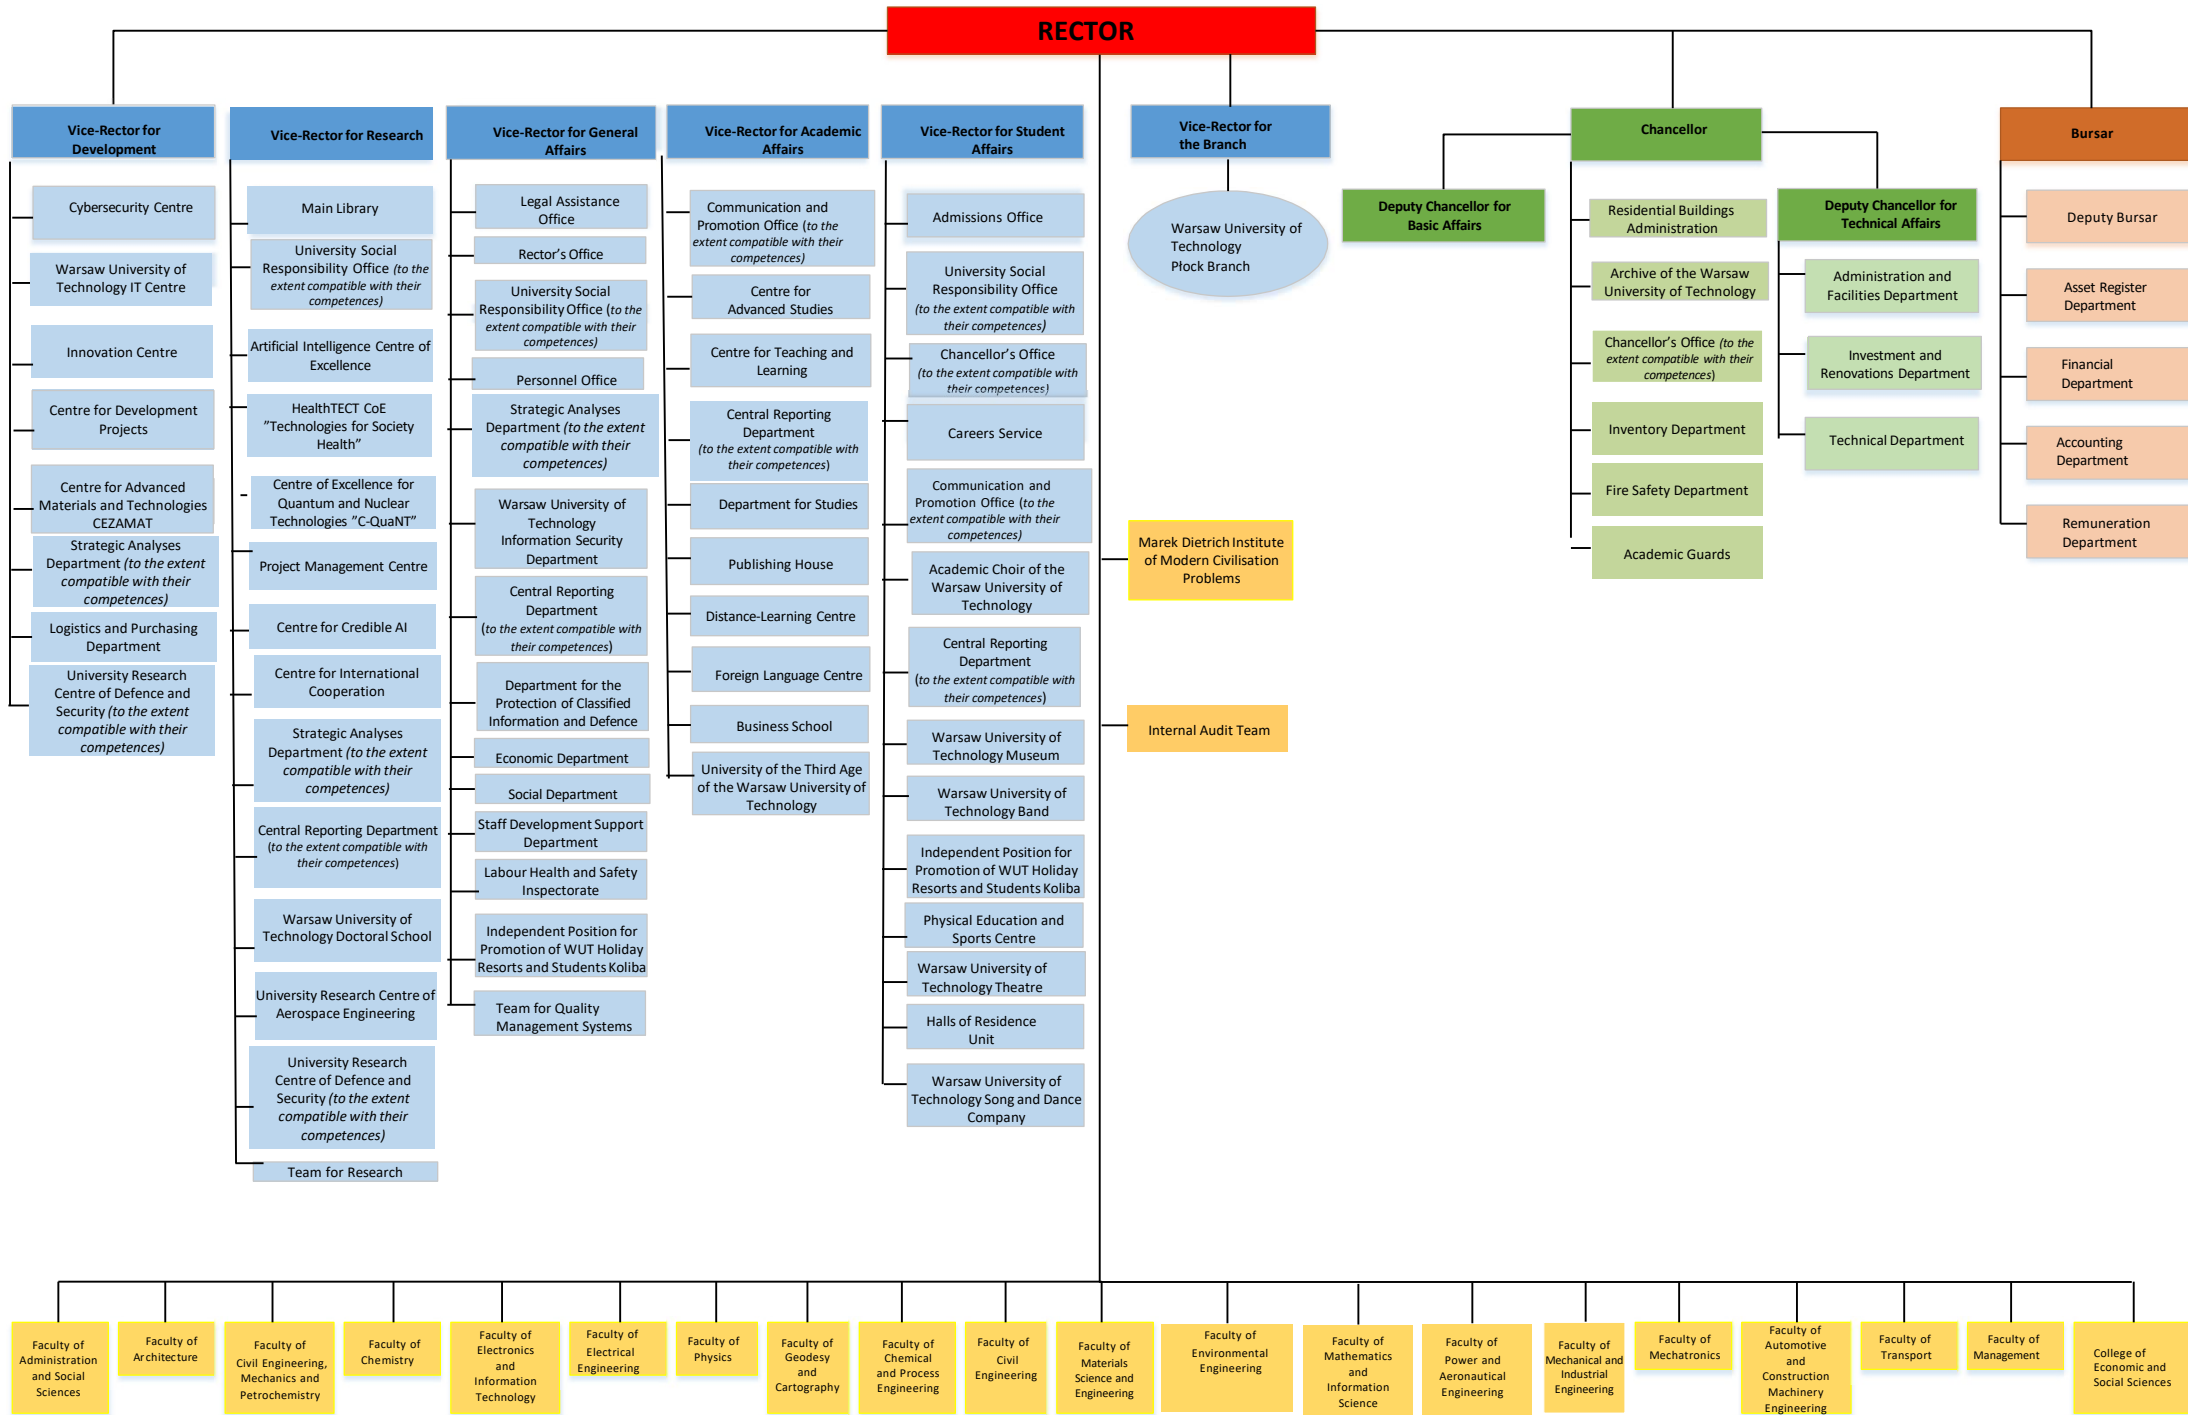 RECTOR
Vice-Rector for
Development
Cybersecurity Centre
Warsaw University of
Technology IT Centre
Innovation Centre
Centre for Development
Projects
Centre for Advanced
Materials and Technologies
CEZAMAT
Strategic Analyses
Department (to the extent
compatible with their
competences)
Logistics and Purchasing
Department
University Research
Centre of Defence and
Security (to the extent
compatible with their
competences)
Vice-Rector for Research
Main Library
University Social
Responsibility Office (to the
extent compatible with their
competences)
Artificial Intelligence Centre of
Excellence
HealthTECT CoE
”Technologies for Society
Health”
Centre of Excellence for
Quantum and Nuclear
Technologies ”C-QuaNT”
Project Management Centre
Centre for Credible AI
Centre for International
Cooperation
Strategic Analyses
Department (to the extent
compatible with their
competences)
Central Reporting Department
(to the extent compatible with
their competences)
Warsaw University of
Technology Doctoral School
University Research Centre of
Aerospace Engineering
University Research
Centre of Defence and
Security (to the extent
compatible with their
competences)
Team for Research
Vice-Rector for General
Affairs
Legal Assistance
Office
Rector’s Office
University Social
Responsibility Office (to the
extent compatible with their
competences)
Personnel Office
Strategic Analyses
Department (to the extent
compatible with their
competences)
Warsaw University of
Technology
Information Security
Department
Central Reporting
Department
(to the extent compatible with
their competences)
Department for the
Protection of Classified
Information and Defence
Economic Department
Social Department
Staff Development Support
Department
Labour Health and Safety
Inspectorate
Independent Position for
Promotion of WUT Holiday
Resorts and Students Koliba
Team for Quality
Management Systems
Vice-Rector for Academic
Affairs
Communication and
Promotion Office (to the
extent compatible with their
competences)
Centre for
Advanced Studies
Centre for Teaching and
Learning
Central Reporting
Department
(to the extent compatible with
their competences)
Department for Studies
Publishing House
Distance-Learning Centre
Foreign Language Centre
Business School
University of the Third Age
of the Warsaw University of
Technology
Vice-Rector for Student
Affairs
Admissions Office
University Social
Responsibility Office
(to the extent compatible with
their competences)
Chancellor’s Office
(to the extent compatible with
their competences)
Careers Service
Communication and
Promotion Office (to the
extent compatible with their
competences)
Academic Choir of the
Warsaw University of
Technology
Central Reporting
Department
(to the extent compatible with
their competences)
Warsaw University of
Technology Museum
Warsaw University of
Technology Band
Independent Position for
Promotion of WUT Holiday
Resorts and Students Koliba
Physical Education and
Sports Centre
Warsaw University of
Technology Theatre
Halls of Residence
Unit
Warsaw University of
Technology Song and Dance
Company
Vice-Rector for
the Branch
Warsaw University of
Technology
Płock Branch
Marek Dietrich Institute
of Modern Civilisation
Problems
Internal Audit Team
Chancellor
Deputy Chancellor for
Basic Affairs
Residential Buildings
Administration
Archive of the Warsaw
University of Technology
Chancellor’s Office (to the
extent compatible with their
competences)
Inventory Department
Fire Safety Department
Academic Guards
Deputy Chancellor for
Technical Affairs
Administration and
Facilities Department
Investment and
Renovations Department
Technical Department
Bursar
Deputy Bursar
Asset Register
Department
Financial
Department
Accounting
Department
Remuneration
Department
Faculty of
Administration
and Social
Sciences
Faculty of
Architecture
Faculty of
Civil Engineering,
Mechanics and
Petrochemistry
Faculty of
Chemistry
Faculty of
Electronics
and
Information
Technology
Faculty of
Electrical
Engineering
Faculty of
Physics
Faculty of
Geodesy
and
Cartography
Faculty of
Chemical
and Process
Engineering
Faculty of
Civil
Engineering
Faculty of
Materials
Science and
Engineering
Faculty of
Environmental
Engineering
Faculty of
Mathematics
and
Information
Science
Faculty of
Power and
Aeronautical
Engineering
Faculty of
Mechanical and
Industrial
Engineering
Faculty of
Mechatronics
Faculty of
Automotive
and
Construction
Machinery
Engineering
Faculty of
Transport
Faculty of
Management
College of
Economic and
Social Sciences